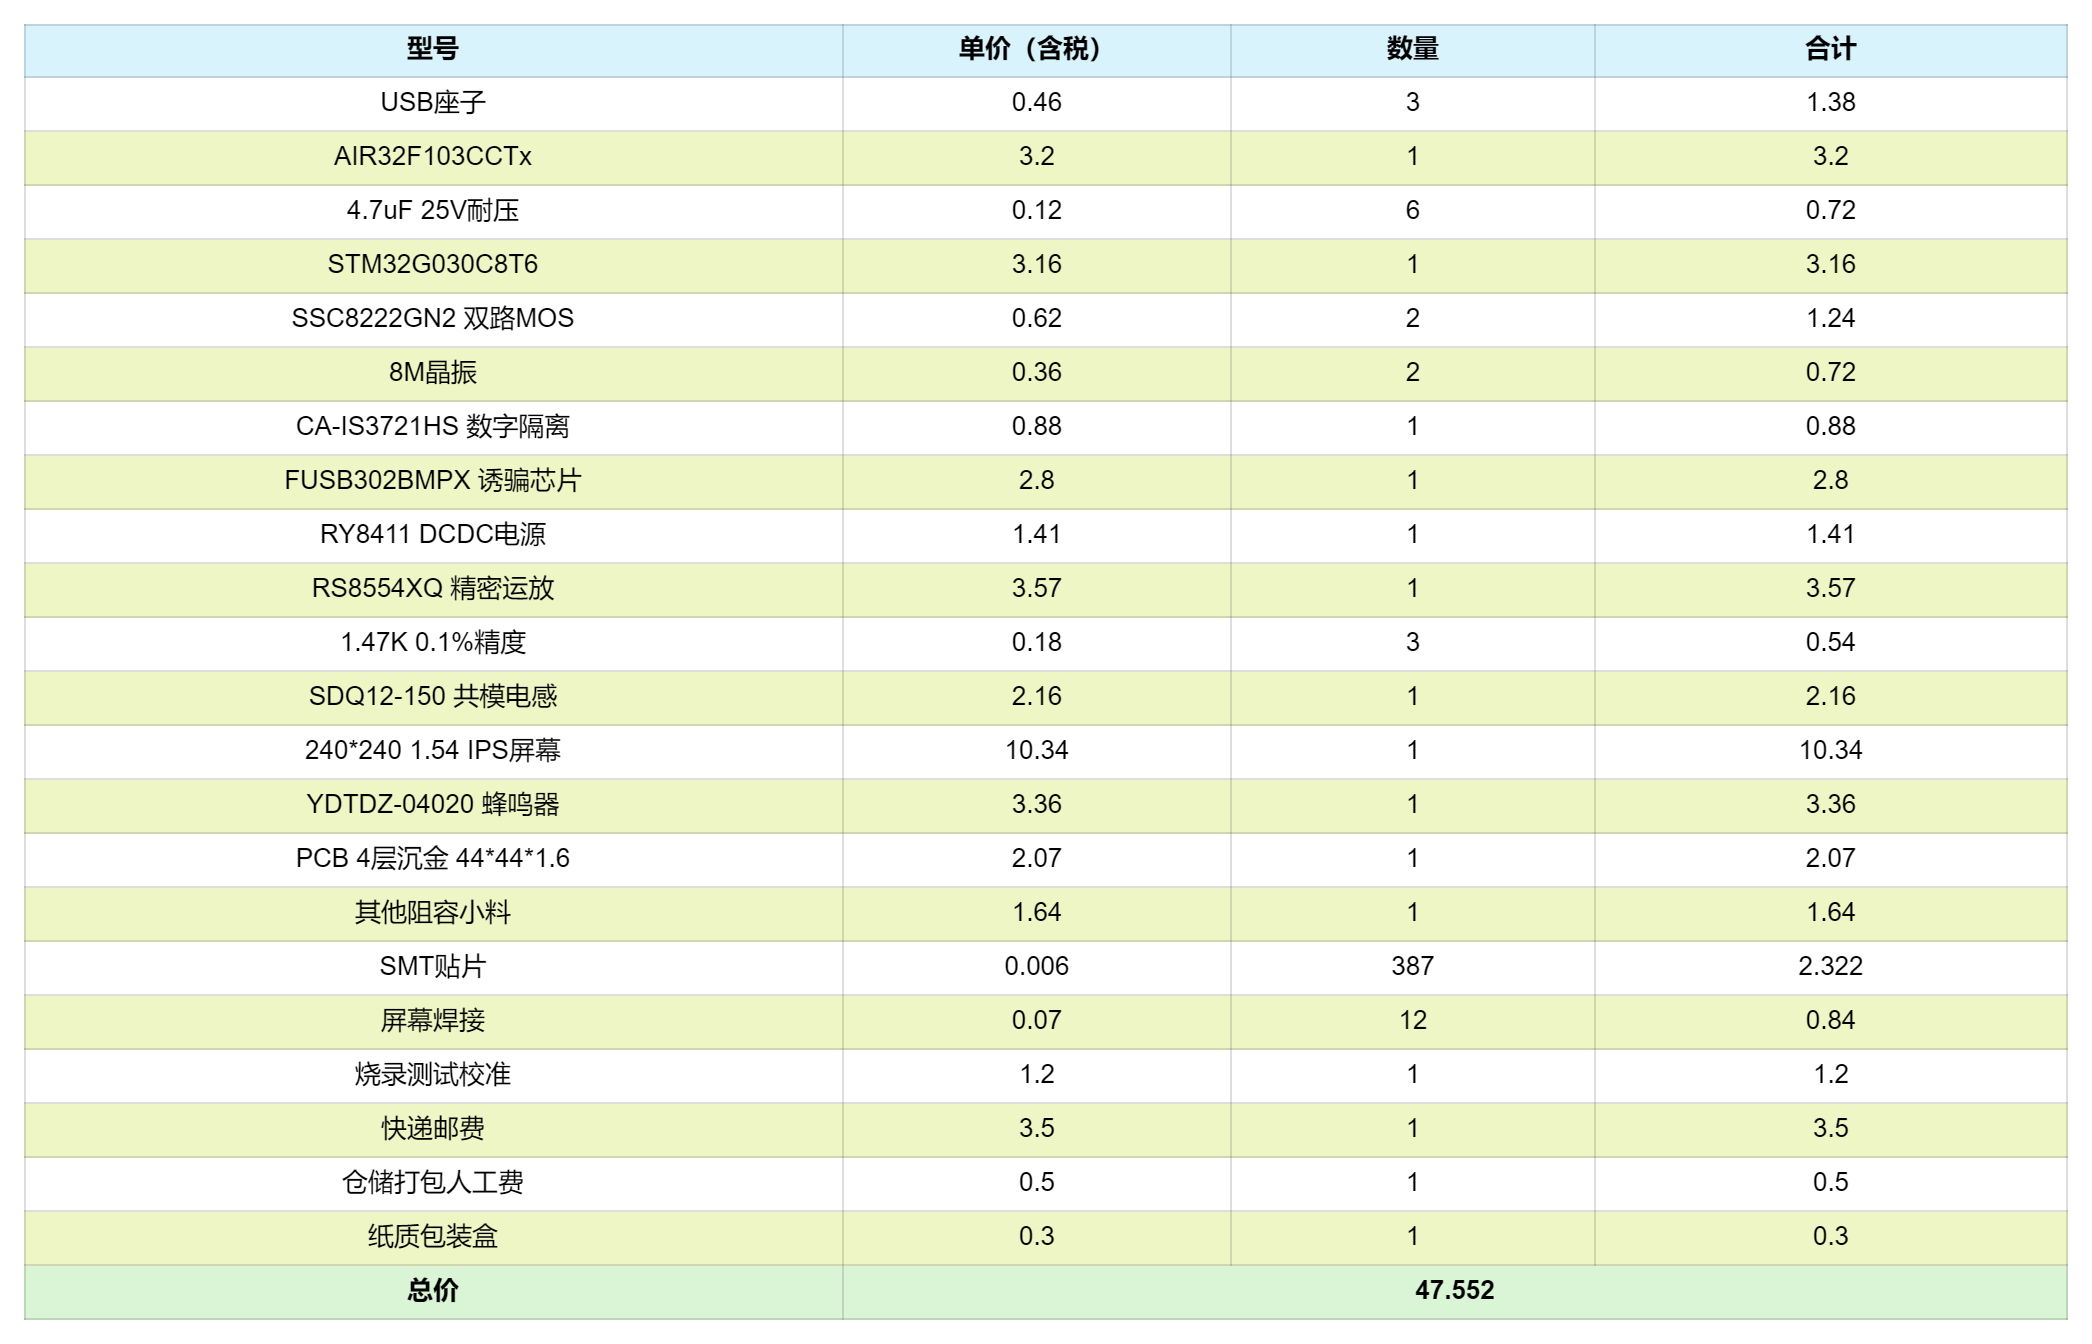 型号 单价（含税） 数量 合计
USB座子 0.46 3 1.38
AIR32F103CCTx 3.2 1 3.2
4.7uF 25V耐压 0.12 6 0.72
STM32G030C8T6 3.16 1 3.16
SSC8222GN2 双路MOS 0.62 2 1.24
8M晶振 0.36 2 0.72
CA-IS3721HS 数字隔离 0.88 1 0.88
FUSB302BMPX 诱骗芯片 2.8 1 2.8
RY8411 DCDC电源 1.41 1 1.41
RS8554XQ 精密运放 3.57 1 3.57
1.47K 0.1%精度 0.18 3 0.54
SDQ12-150 共模电感 2.16 1 2.16
240*240 1.54 IPS屏幕 10.34 1 10.34
YDTDZ-04020 蜂鸣器 3.36 1 3.36
PCB 4层沉金 44*44*1.6 2.07 1 2.07
其他阻容小料 1.64 1 1.64
SMT贴片 0.006 387 2.322
屏幕焊接 0.07 12 0.84
烧录测试校准 1.2 1 1.2
快递邮费 3.5 1 3.5
仓储打包人工费 0.5 1 0.5
纸质包装盒 0.3 1 0.3
总价 47.552